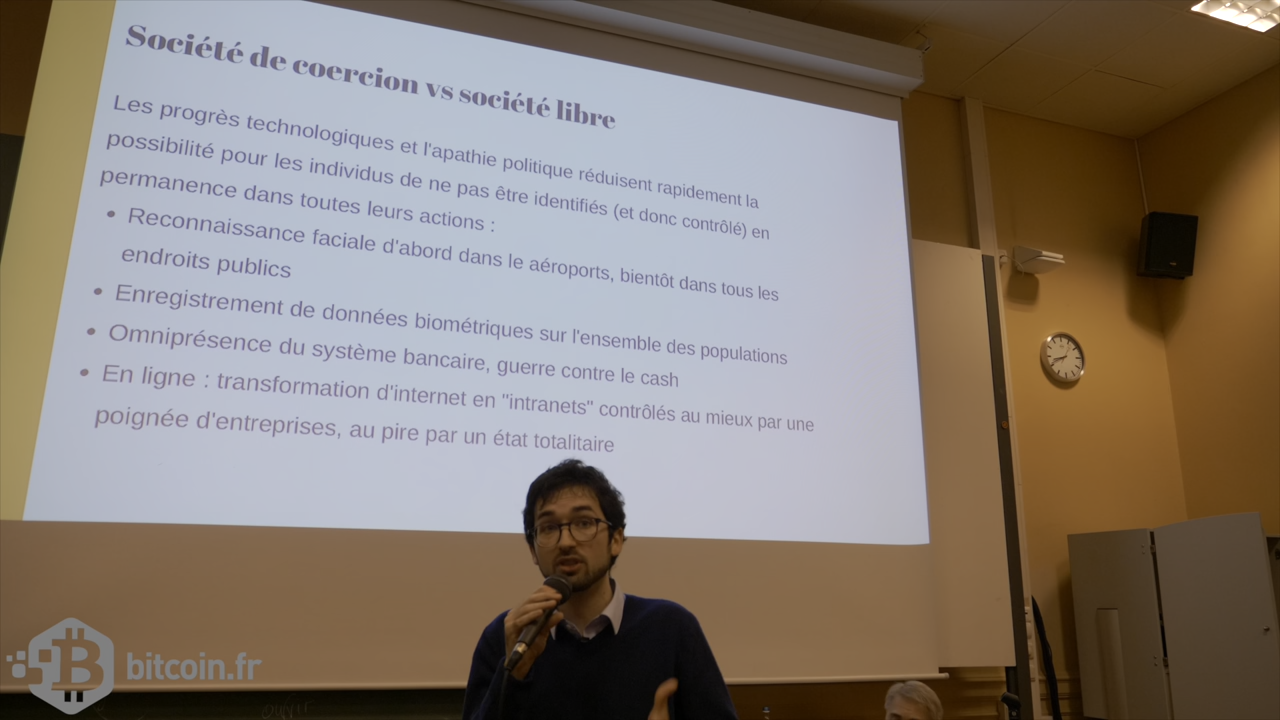 Société de coercion vs société libre
Les progrès technologiques et l'apathie politique réduisent rapidement la
possibilité pour les individus de ne pas être identifiés (et donc contrôlé) en
permanence dans toutes leurs actions :
• Reconnaissance faciale d'abord dans le aéroports, bientôt dans tous les
endroits publics
• Enregistrement de données biométriques sur l'ensemble des populations
• Omniprésence du système bancaire, guerre contre le cash
• En ligne : transformation d'internet en "intranets" contrôlés au mieux par une
poignée d'entreprises, au pire par un état totalitaire
bitcoin.fr